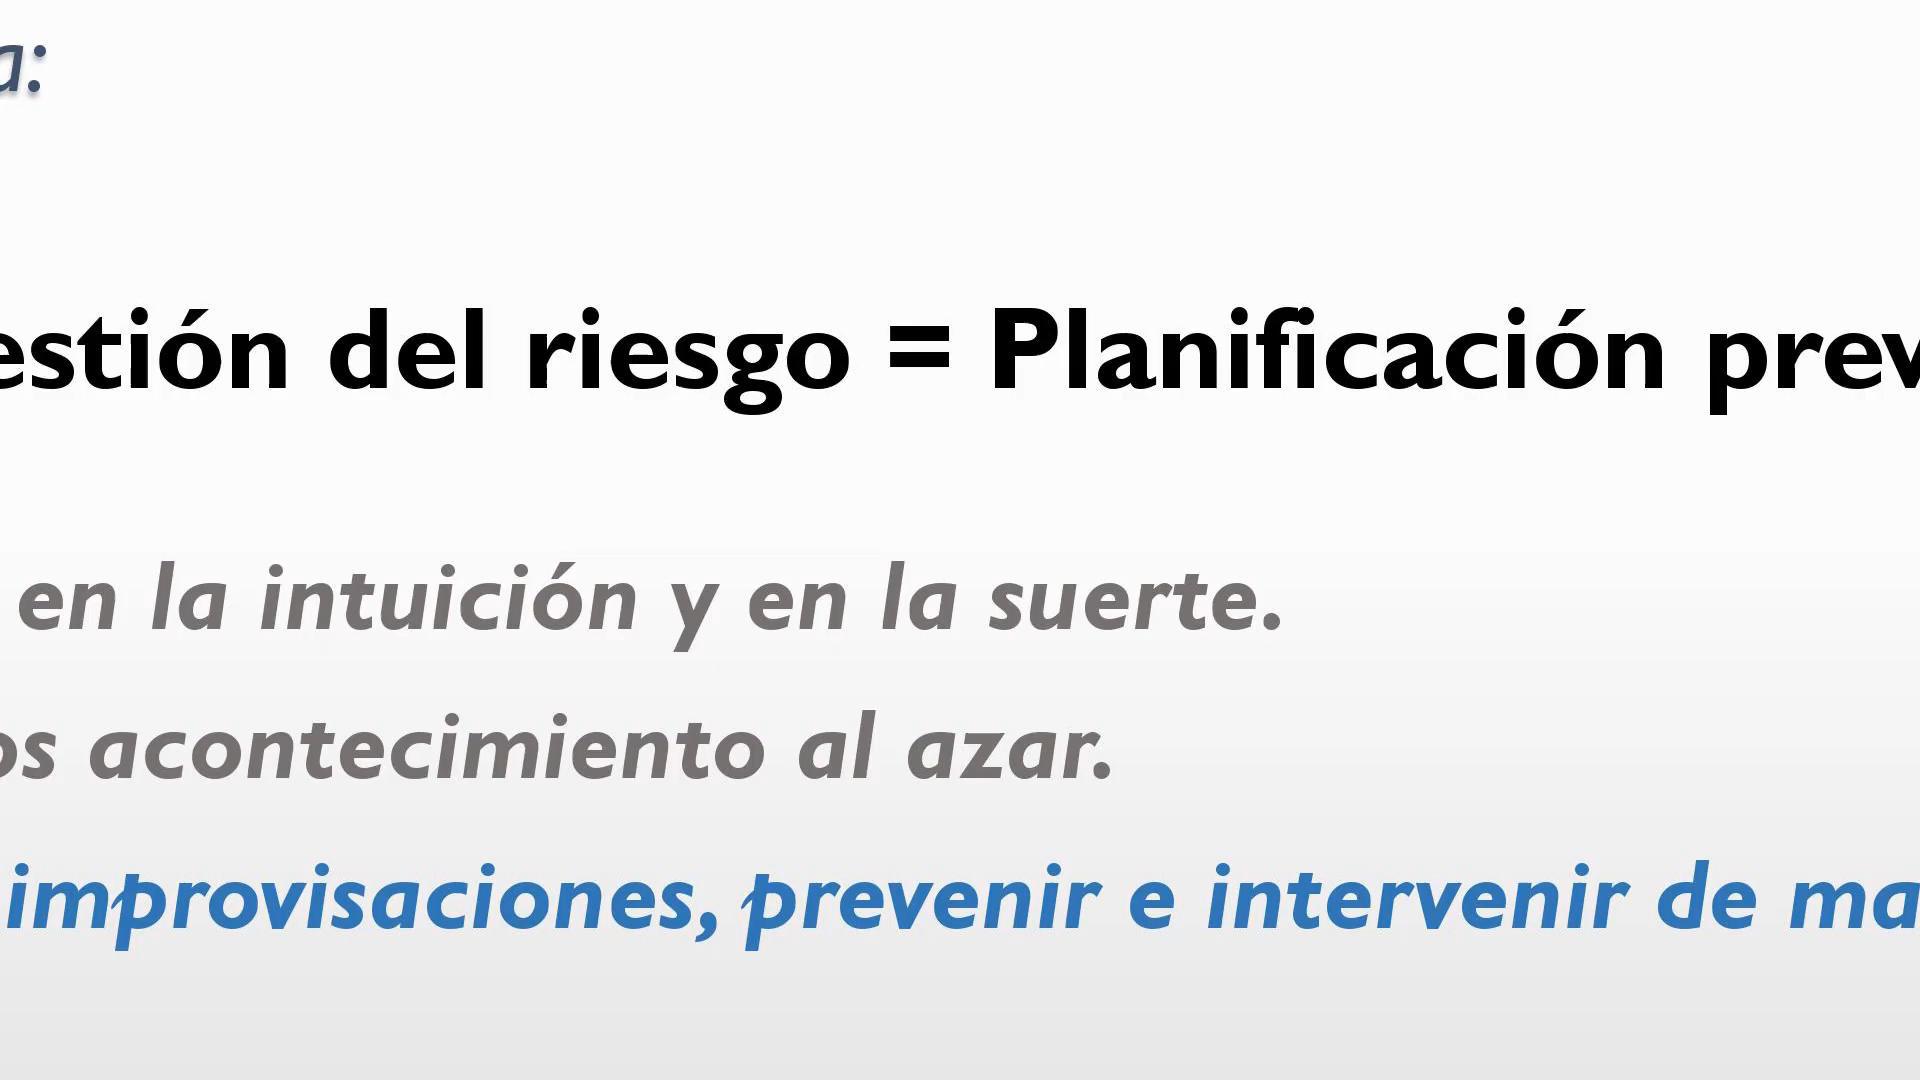 a:
estión del riesgo = Planificación prev
en la intuición y en la suerte.
os acontecimiento al azar.
improvisaciones, prevenir e intervenir de ma